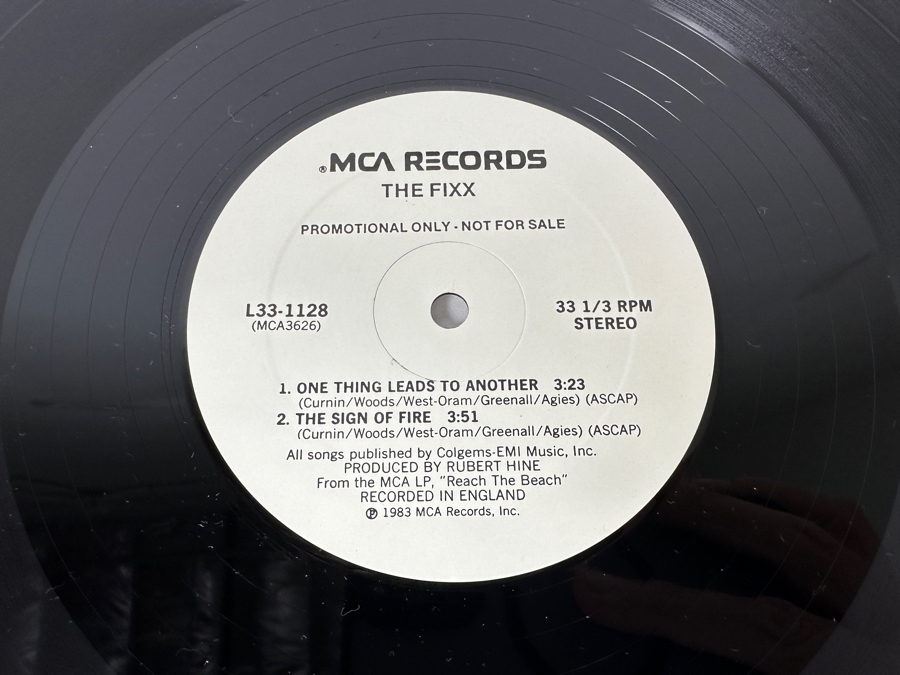 ®MCA RECORDS
THE FIXX
PROMOTIONAL ONLY • NOT FOR SALE
L33-1128
(MCA3626)
33 1/3 RPM
STEREO
1. ONE THING LEADS TO ANOTHER 3:23
(Curnin/Woods/West-Oram/Greenall/Agies) (ASCAP)
2. THE SIGN OF FIRE 3:51
(Curnin/Woods/West-Oram/Greenall/Agies) (ASCAP)
All songs published by Colgems-EMI Music, Inc.
PRODUCED BY RUBERT HINE
From the MCA LP, "Reach The Beach"
RECORDED IN ENGLAND
℗ 1983 MCA Records, Inc.